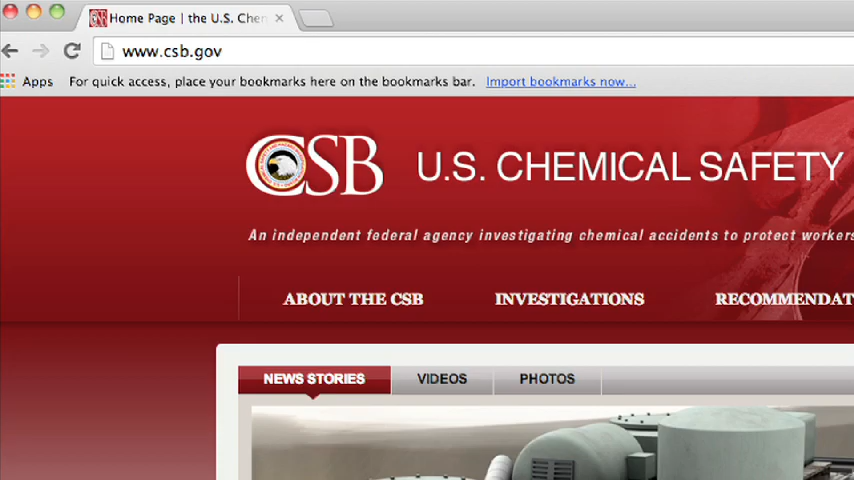 Home Page | the U.S. Chem
www.csb.gov
Apps For quick access, place your bookmarks here on the bookmarks bar. Import bookmarks now...
CSB U.S. CHEMICAL SAFETY
An independent federal agency investigating chemical accidents to protect workers
ABOUT THE CSB INVESTIGATIONS RECOMMENDAT
NEWS STORIES VIDEOS PHOTOS